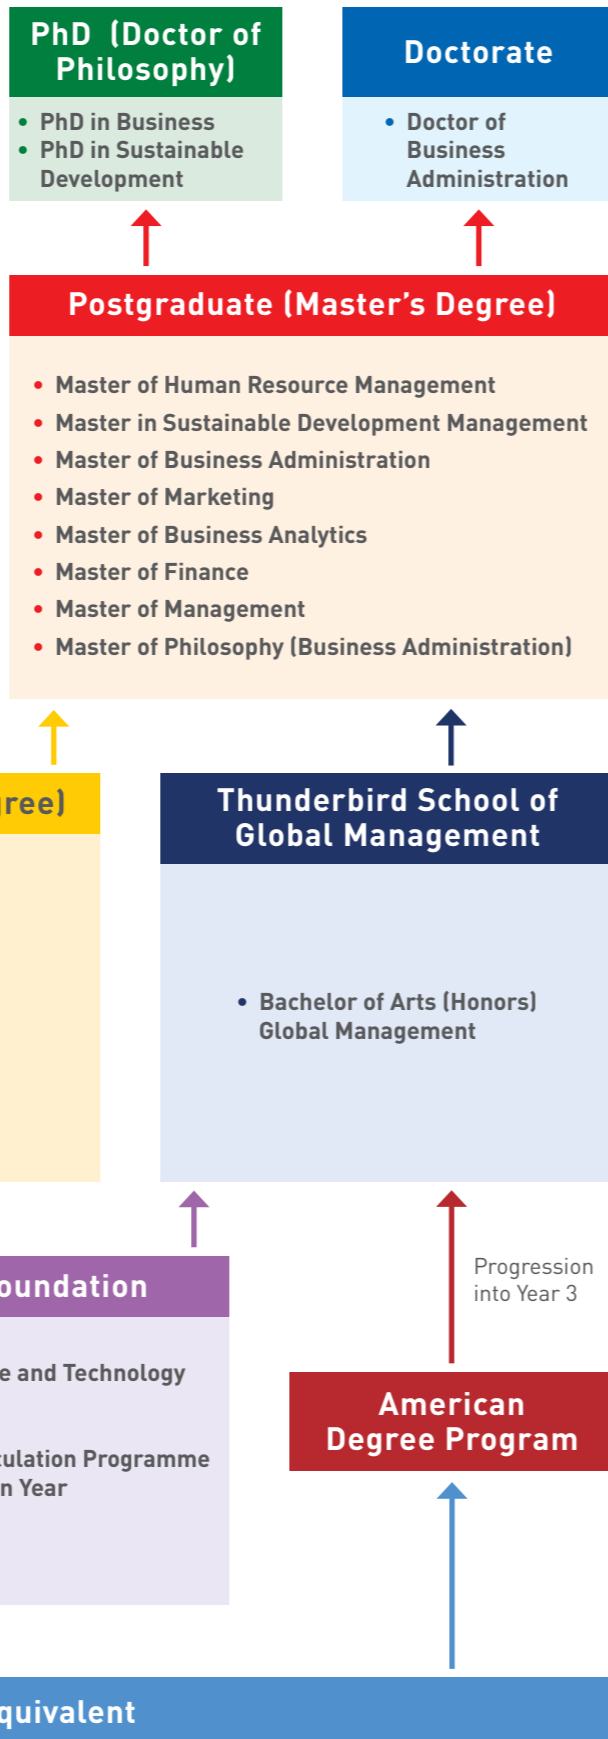 PhD (Doctor of
Philosophy)
• PhD in Business
• PhD in Sustainable
Development
Doctorate
• Doctor of
Business
Administration
Postgraduate (Master's Degree)
• Master of Human Resource Management
• Master in Sustainable Development Management
• Master of Business Administration
• Master of Marketing
• Master of Business Analytics
• Master of Finance
• Master of Management
• Master of Philosophy (Business Administration)
gree)
Thunderbird School of
Global Management
• Bachelor of Arts (Honors)
Global Management
oundation
e and Technology
culation Programme
n Year
Progression
into Year 3
American
Degree Program
quivalent